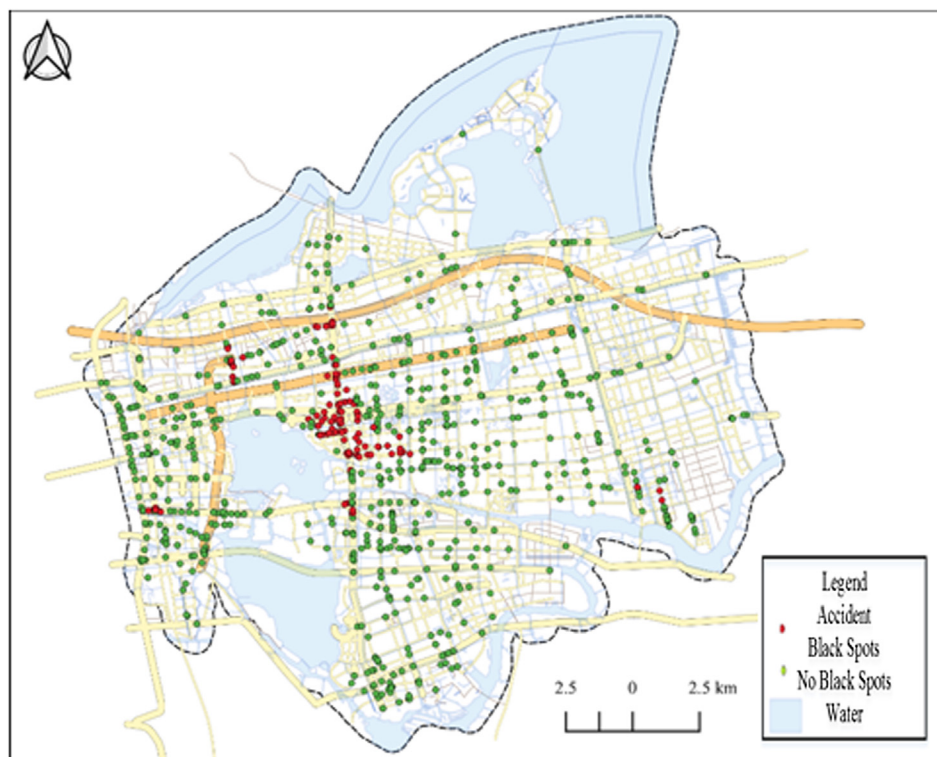 Legend
Accident
Black Spots
No Black Spots
Water
2.5 0 2.5 km